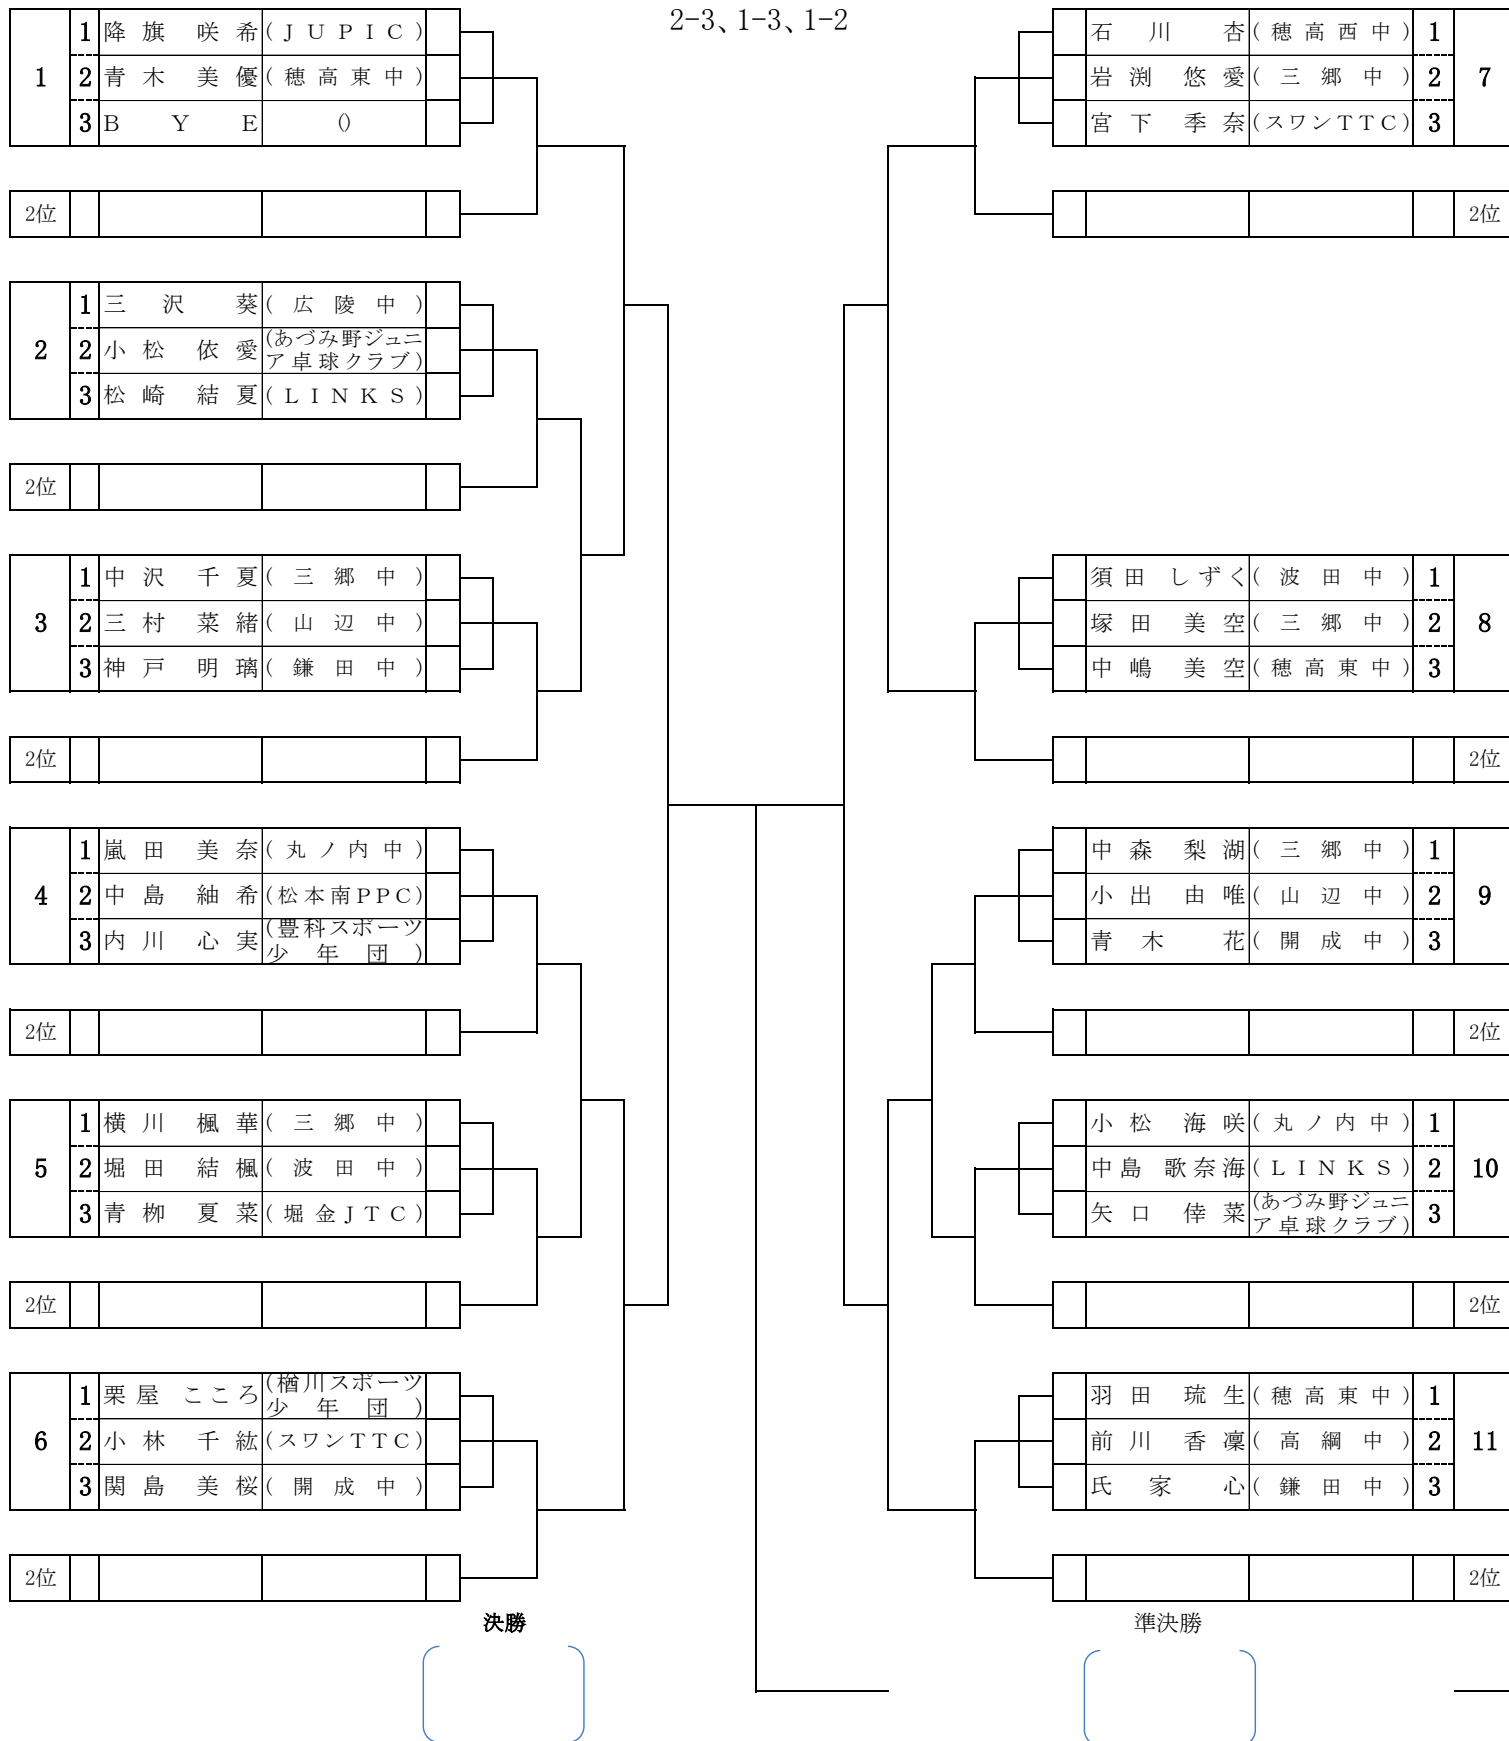 2-3、1-3、1-2
1
1 降旗 咲希 (JUPIC)
2 青木 美優 (穂高東中)
3 BYE ()
2位
2
1 三沢 葵 (広陵中)
2 小松 依愛 (あづみ野ジュニ
ア卓球クラブ)
3 松崎 結夏 (LINKS)
2位
3
1 中沢 千夏 (三郷中)
2 三村 菜緒 (山辺中)
3 神戸 明璃 (鎌田中)
2位
4
1 嵐田 美奈 (丸ノ内中)
2 中島 紬希 (松本南PPC)
3 内川 心実 (豊科スポーツ
少年団)
2位
5
1 横川 楓華 (三郷中)
2 堀田 結楓 (波田中)
3 青栁 夏菜 (堀金JTC)
2位
6
1 栗屋 こころ (楢川スポーツ
少年団)
2 小林 千紘 (スワンTTC)
3 関島 美桜 (開成中)
2位
石川 杏 (穂高西中) 1
岩渕 悠愛 (三郷中) 2
宮下 季奈 (スワンTTC) 3
7
2位
須田 しずく (波田中) 1
塚田 美空 (三郷中) 2
中嶋 美空 (穂高東中) 3
8
2位
中森 梨湖 (三郷中) 1
小出 由唯 (山辺中) 2
青木 花 (開成中) 3
9
2位
小松 海咲 (丸ノ内中) 1
中島 歌奈海 (LINKS) 2
矢口 倖菜 (あづみ野ジュニ
ア卓球クラブ) 3
10
2位
羽田 琉生 (穂高東中) 1
前川 香凜 (高綱中) 2
氏家 心 (鎌田中) 3
11
2位
決勝
準決勝